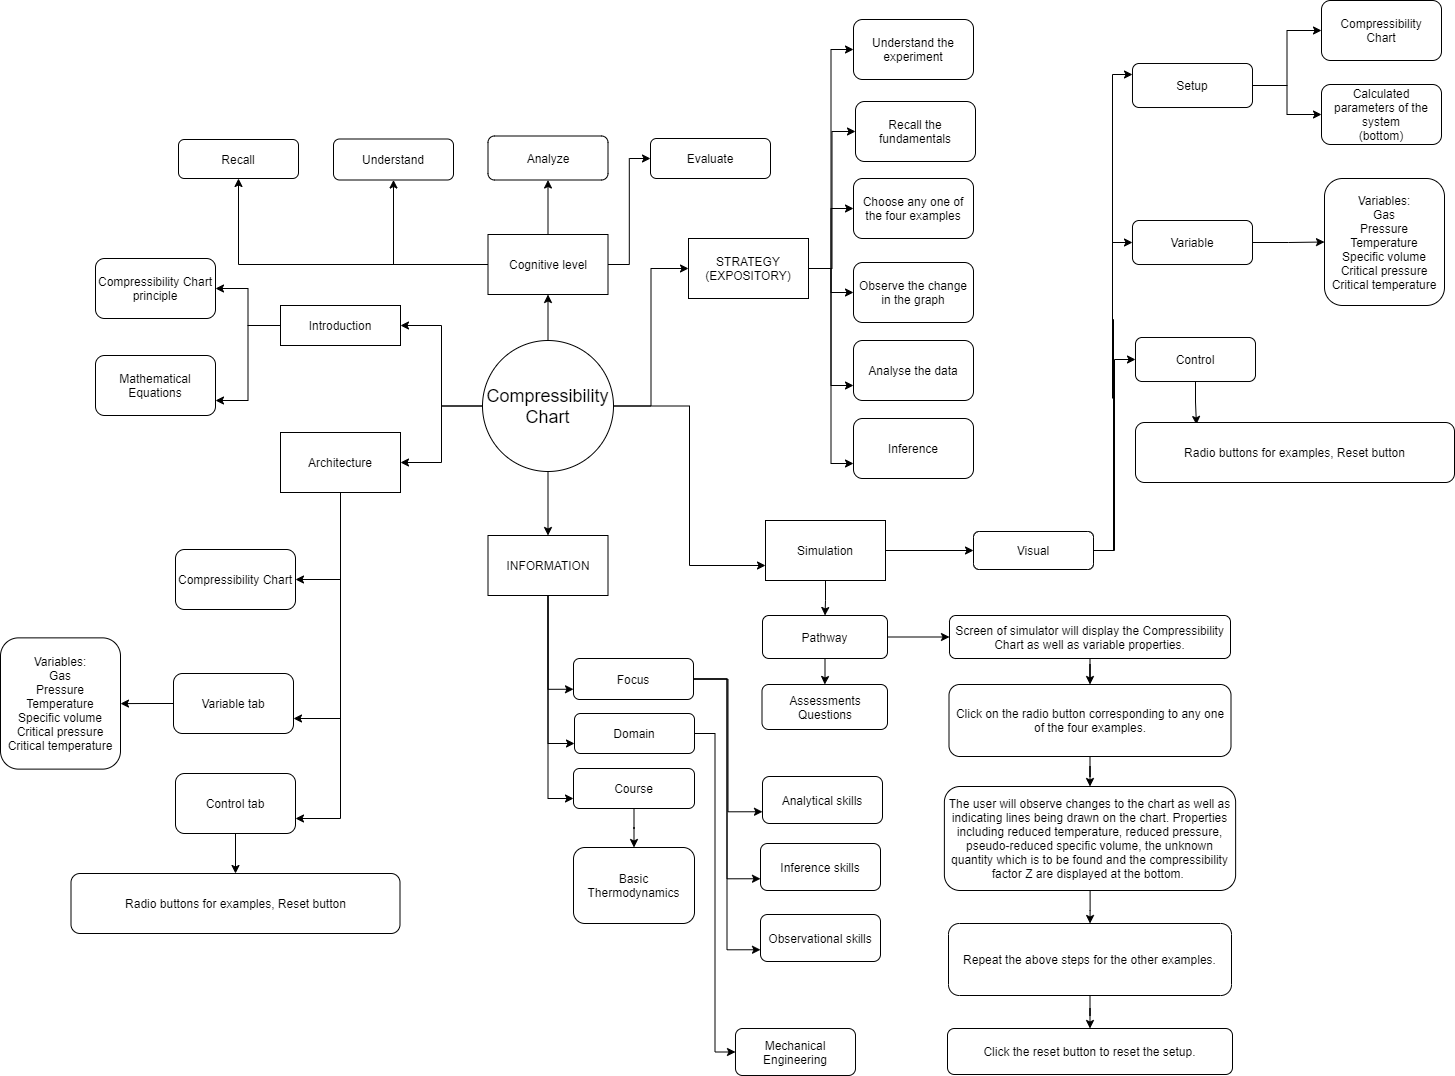 Compressibility
Chart
Understand the
experiment
Setup
Calculated
parameters of the
system
(bottom)
Recall the
fundamentals
Recall
Understand
Analyze
Evaluate
Choose any one of
the four examples
Variables:
Gas
Pressure
Temperature
Specific volume
Critical pressure
Critical temperature
Variable
Cognitive level
STRATEGY
(EXPOSITORY)
Compressibility Chart
principle
Observe the change
in the graph
Introduction
Mathematical
Equations
Compressibility
Chart
Analyse the data
Control
Architecture
Inference
Radio buttons for examples, Reset button
INFORMATION
Simulation
Visual
Compressibility Chart
Pathway
Screen of simulator will display the Compressibility
Chart as well as variable properties.
Variables:
Gas
Pressure
Temperature
Specific volume
Critical pressure
Critical temperature
Variable tab
Focus
Domain
Assessments
Questions
Click on the radio button corresponding to any one
of the four examples.
Control tab
Course
Analytical skills
The user will observe changes to the chart as well as
indicating lines being drawn on the chart. Properties
including reduced temperature, reduced pressure,
pseudo-reduced specific volume, the unknown
quantity which is to be found and the compressibility
factor Z are displayed at the bottom.
Radio buttons for examples, Reset button
Basic
Thermodynamics
Inference skills
Observational skills
Repeat the above steps for the other examples.
Mechanical
Engineering
Click the reset button to reset the setup.